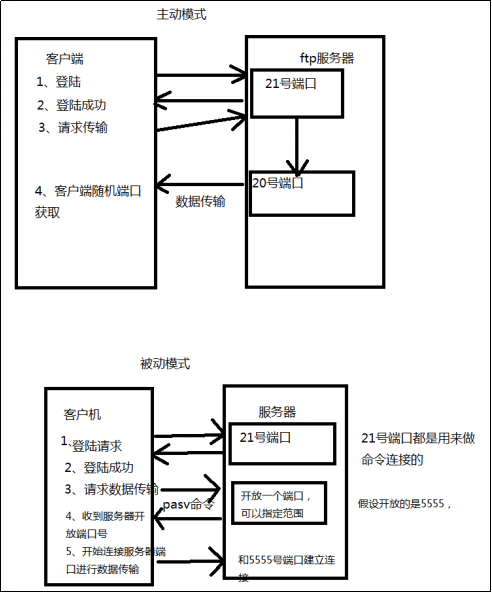 主动模式
客户端
ftp服务器
1、登陆
21号端口
2、登陆成功
3、请求传输
4、客户端随机端口
获取
20号端口
数据传输
被动模式
客户机
服务器
1、登陆请求
21号端口
21号端口都是用来做
命令连接的
2、登陆成功
3、请求数据传输
pasv命令
开放一个端口，
可以指定范围
假设开放的是5555，
4、收到服务器开
放端口号
5、开始连接服务器端
口进行数据传输
和5555号端口建立连
接